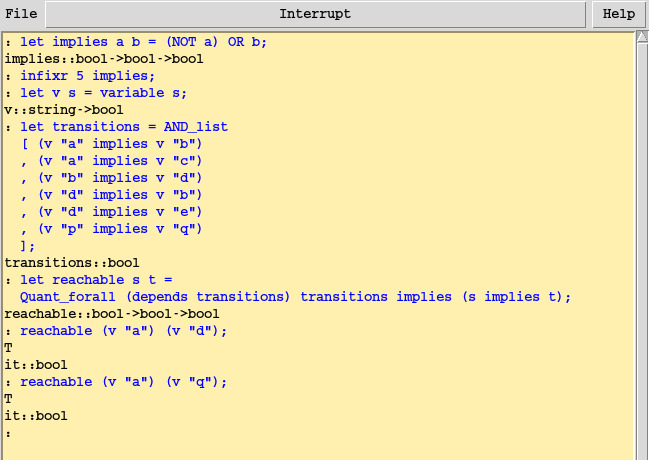 File Interrupt Help
: let implies a b = (NOT a) OR b;
implies::bool->bool->bool
: infixr 5 implies;
: let v s = variable s;
v::string->bool
: let transitions = AND_list
  [ (v "a" implies v "b")
  , (v "a" implies v "c")
  , (v "b" implies v "d")
  , (v "d" implies v "b")
  , (v "d" implies v "e")
  , (v "p" implies v "q")
  ];
transitions::bool
: let reachable s t =
  Quant_forall (depends transitions) transitions implies (s implies t);
reachable::bool->bool->bool
: reachable (v "a") (v "d");
T
it::bool
: reachable (v "a") (v "q");
T
it::bool
: